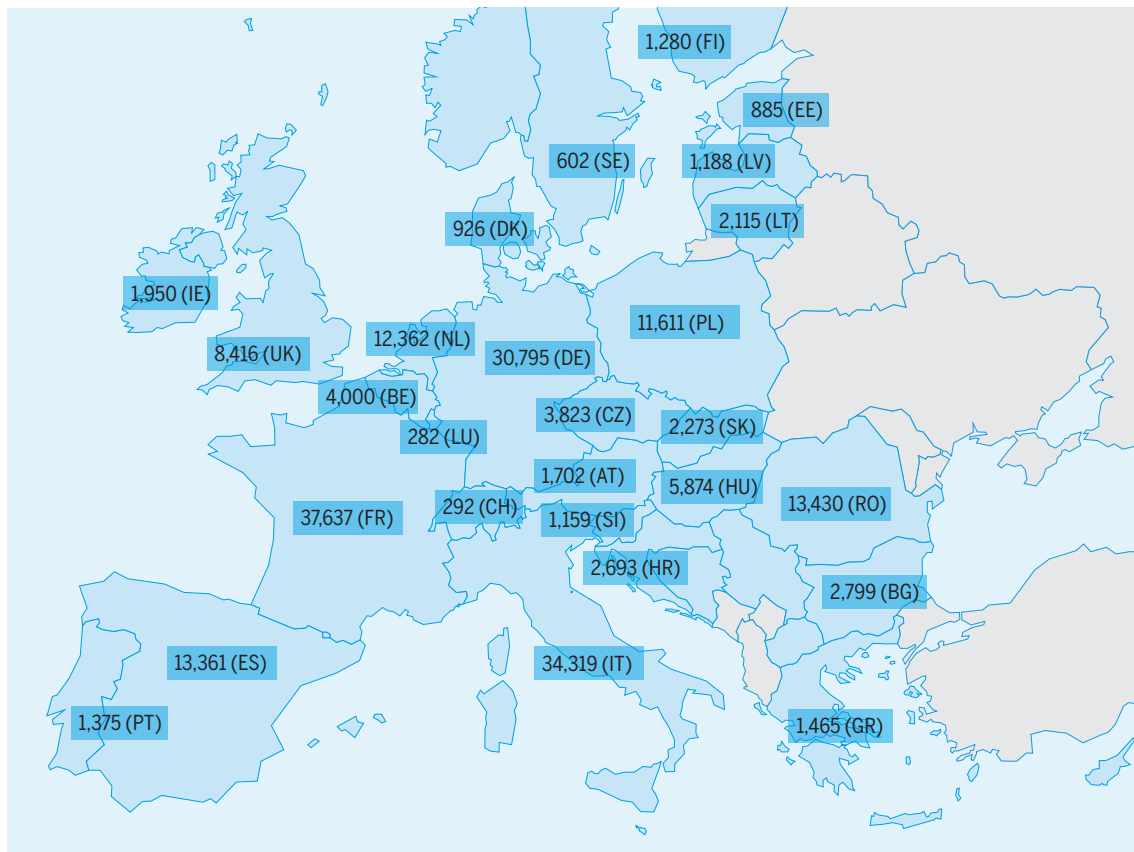 1,280 (FI)
885 (EE)
602 (SE)
1,188 (LV)
2,115 (LT)
926 (DK)
1,950 (IE)
11,611 (PL)
12,362 (NL)
8,416 (UK)
30,795 (DE)
4,000 (BE)
3,823 (CZ)
2,273 (SK)
282 (LU)
1,702 (AT)
5,874 (HU)
13,430 (RO)
292 (CH)
37,637 (FR)
1,159 (SI)
2,693 (HR)
2,799 (BG)
13,361 (ES)
34,319 (IT)
1,375 (PT)
1,465 (GR)